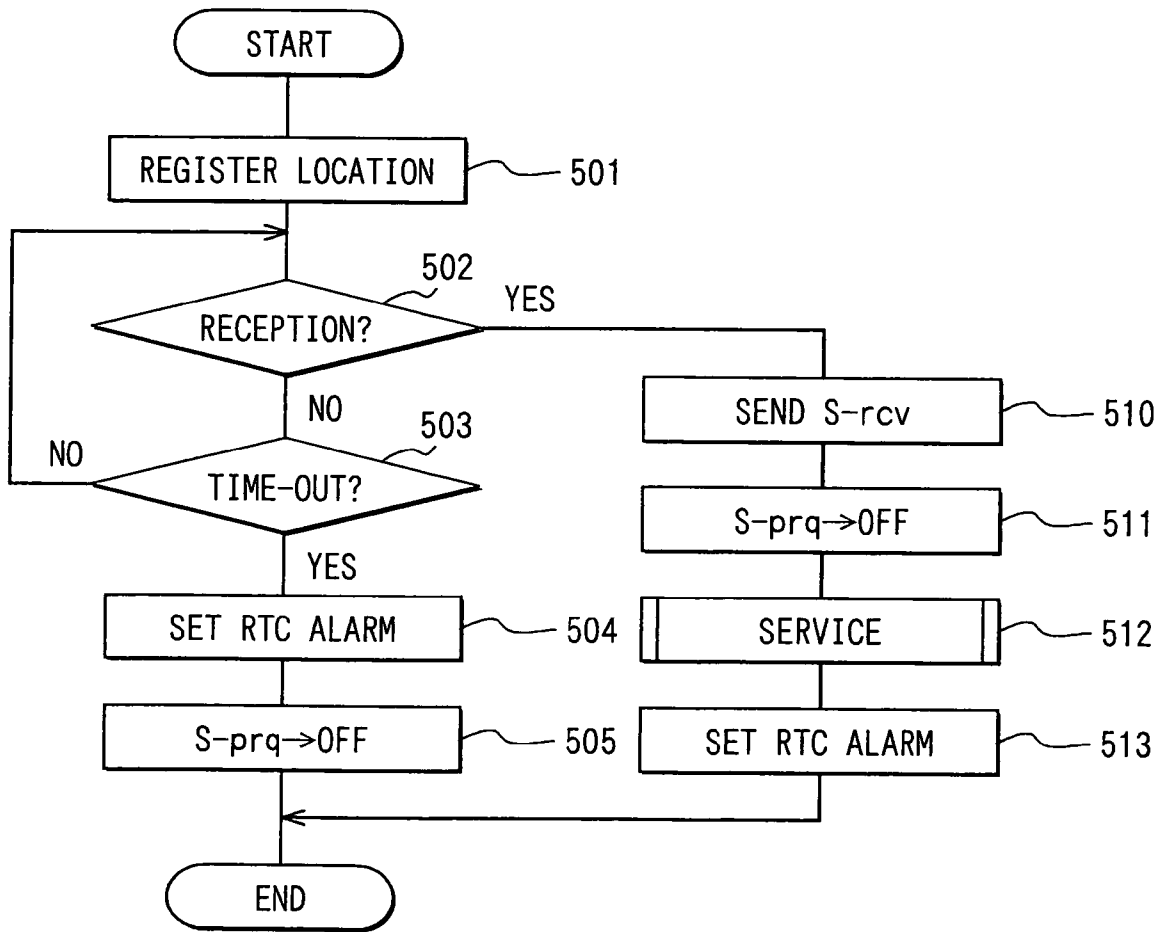 START
REGISTER LOCATION
501
502
RECEPTION?
YES
NO
503
NO
TIME-OUT?
YES
SET RTC ALARM
504
S-prq→OFF
505
SEND S-rcv
510
S-prq→OFF
511
SERVICE
512
SET RTC ALARM
513
END